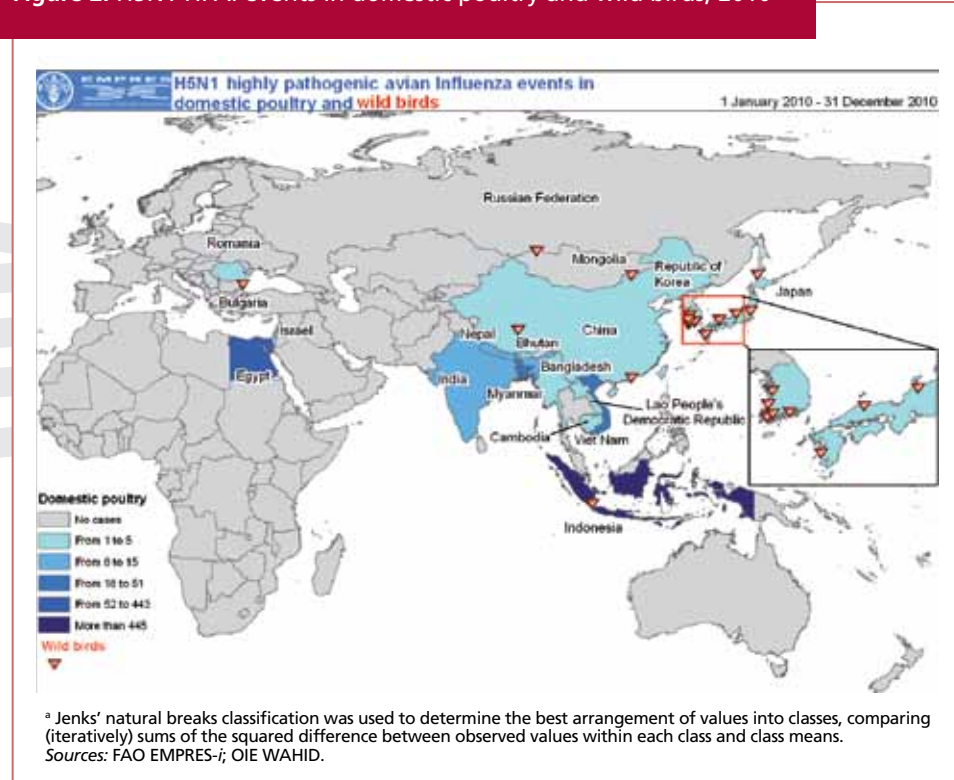 EMPRES
H5N1 highly pathogenic avian Influenza events in
domestic poultry and wild birds
1 January 2010 - 31 December 2010
Russian Federation
Romania
Mongolia
Republic of
Korea
Bulgaria
Japan
Israel
Nepal
China
Bhutan
Egypt
India
Bangladesh
Myanmar
Lao People's
Democratic Republic
Cambodia
Viet Nam
Indonesia
Domestic poultry
No cases
From 1 to 5
From 6 to 15
From 16 to 51
From 52 to 443
More than 445
Wild birds
a Jenks' natural breaks classification was used to determine the best arrangement of values into classes, comparing
(iteratively) sums of the squared difference between observed values within each class and class means.
Sources: FAO EMPRES-i; OIE WAHID.